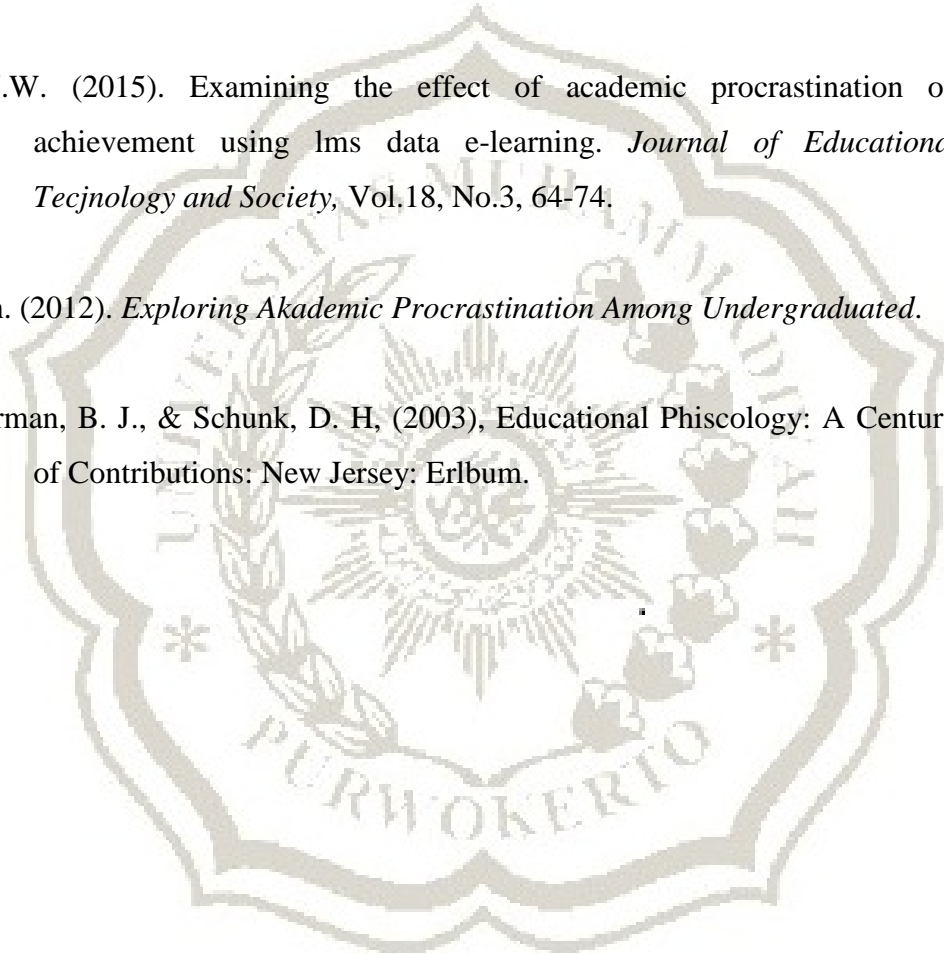 .W. (2015). Examining the effect of academic procrastination o
achievement using lms data e-learning. Journal of Educationa
Tecjnology and Society, Vol.18, No.3, 64-74.
. (2012). Exploring Akademic Procrastination Among Undergraduated.
rman, B. J., & Schunk, D. H, (2003), Educational Phiscology: A Centur
of Contributions: New Jersey: Erlbum.
UNIVERSITAS MUHAMMADIYAH
PURWOKERTO